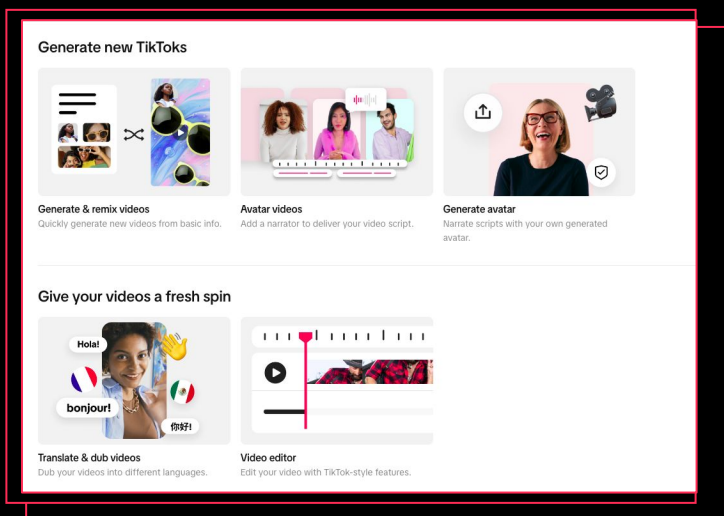 Generate new TikToks
Generate & remix videos
Quickly generate new videos from basic info.
Avatar videos
Add a narrator to deliver your video script.
Generate avatar
Narrate scripts with your own generated
avatar.
Give your videos a fresh spin
Hola!
bonjour!
你好!
Translate & dub videos
Dub your videos into different languages.
Video editor
Edit your video with TikTok-style features.